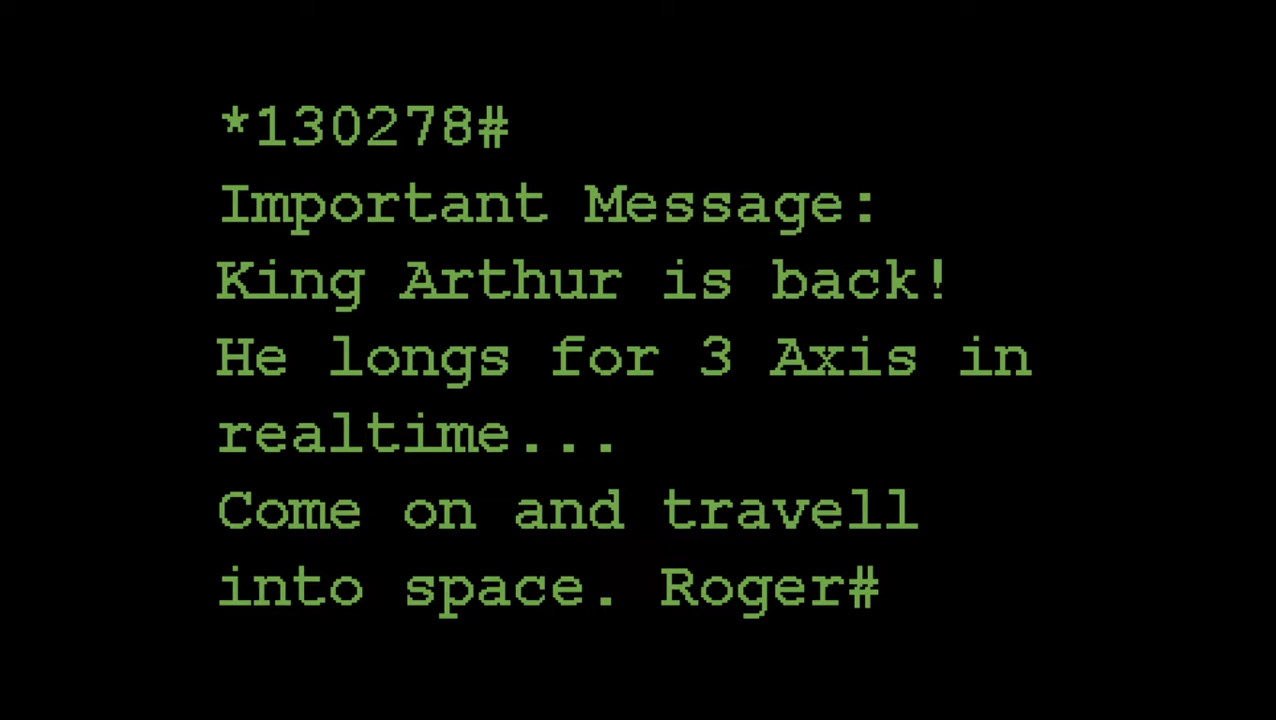 *130278#
Important Message:
King Arthur is back!
He longs for 3 Axis in
realtime...
Come on and travell
into space. Roger#